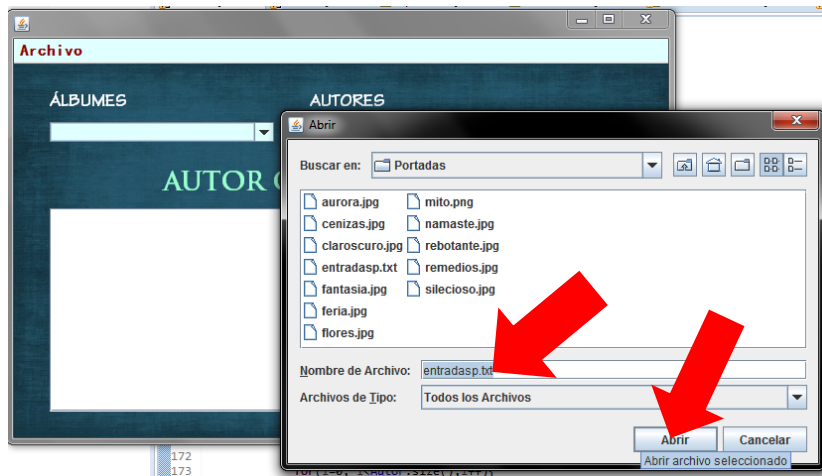 Archivo
ÁLBUMES
AUTORES
AUTOR
Abrir
Buscar en: Portadas
aurora.jpg
mito.png
cenizas.jpg
namaste.jpg
claroscuro.jpg
rebotante.jpg
entradasp.txt
remedios.jpg
fantasia.jpg
silecioso.jpg
feria.jpg
flores.jpg
Nombre de Archivo: entradasp.txt
Archivos de Tipo: Todos los Archivos
Abrir
Cancelar
Abrir archivo seleccionado
172
173